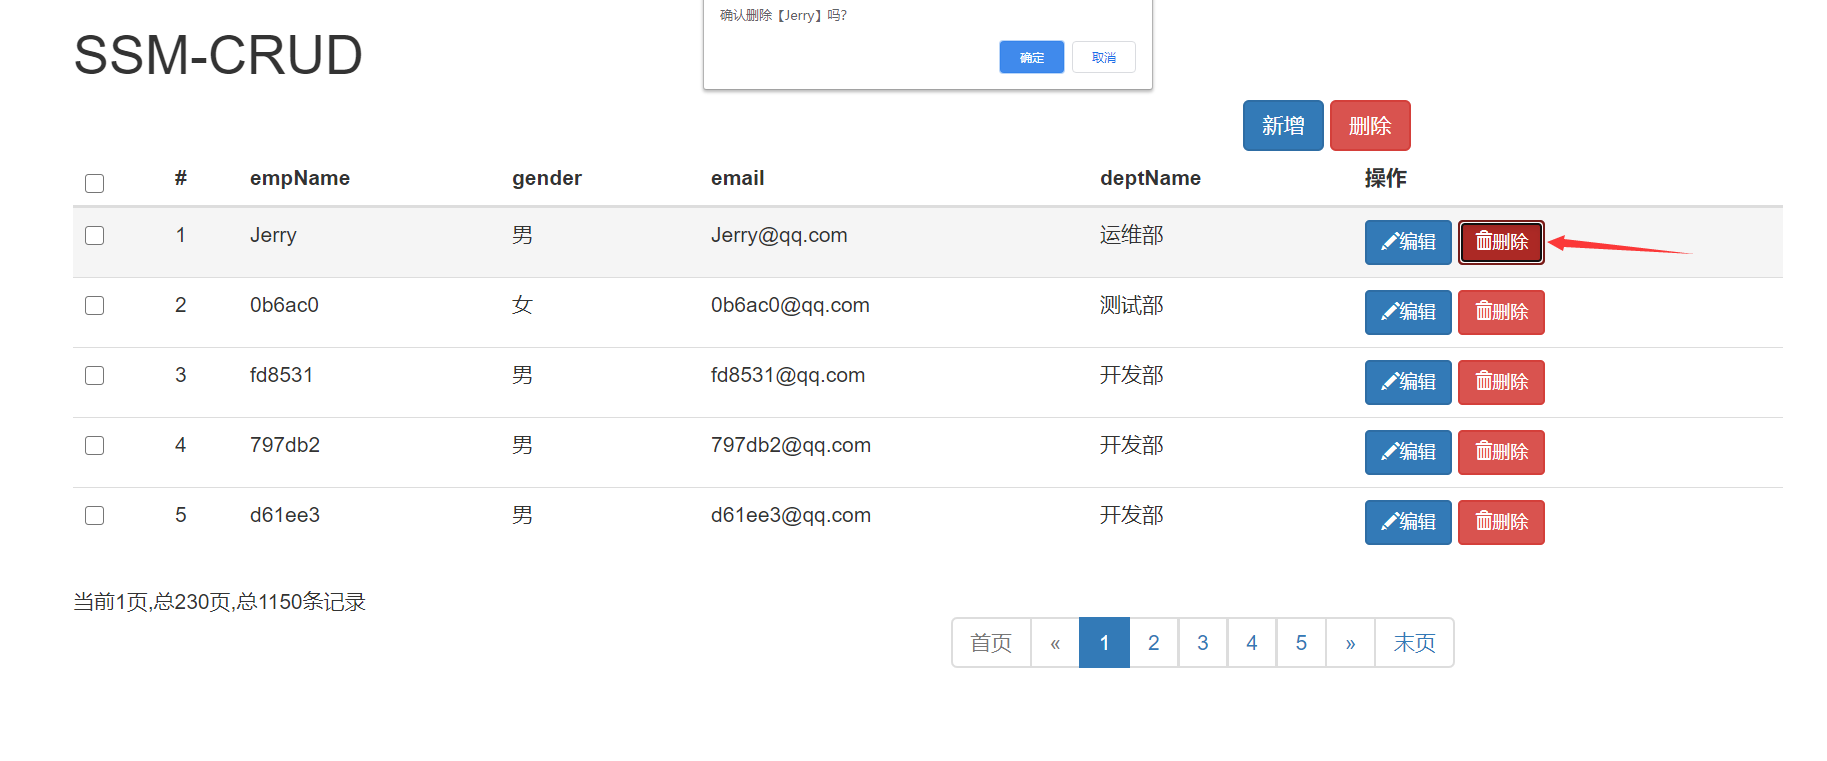 确认删除【Jerry】吗?
确定 取消
SSM-CRUD
新增 删除
# empName gender email deptName 操作
1 Jerry 男 Jerry@qq.com 运维部 编辑 删除
2 0b6ac0 女 0b6ac0@qq.com 测试部 编辑 删除
3 fd8531 男 fd8531@qq.com 开发部 编辑 删除
4 797db2 男 797db2@qq.com 开发部 编辑 删除
5 d61ee3 男 d61ee3@qq.com 开发部 编辑 删除
当前1页,总230页,总1150条记录
首页 « 1 2 3 4 5 » 末页